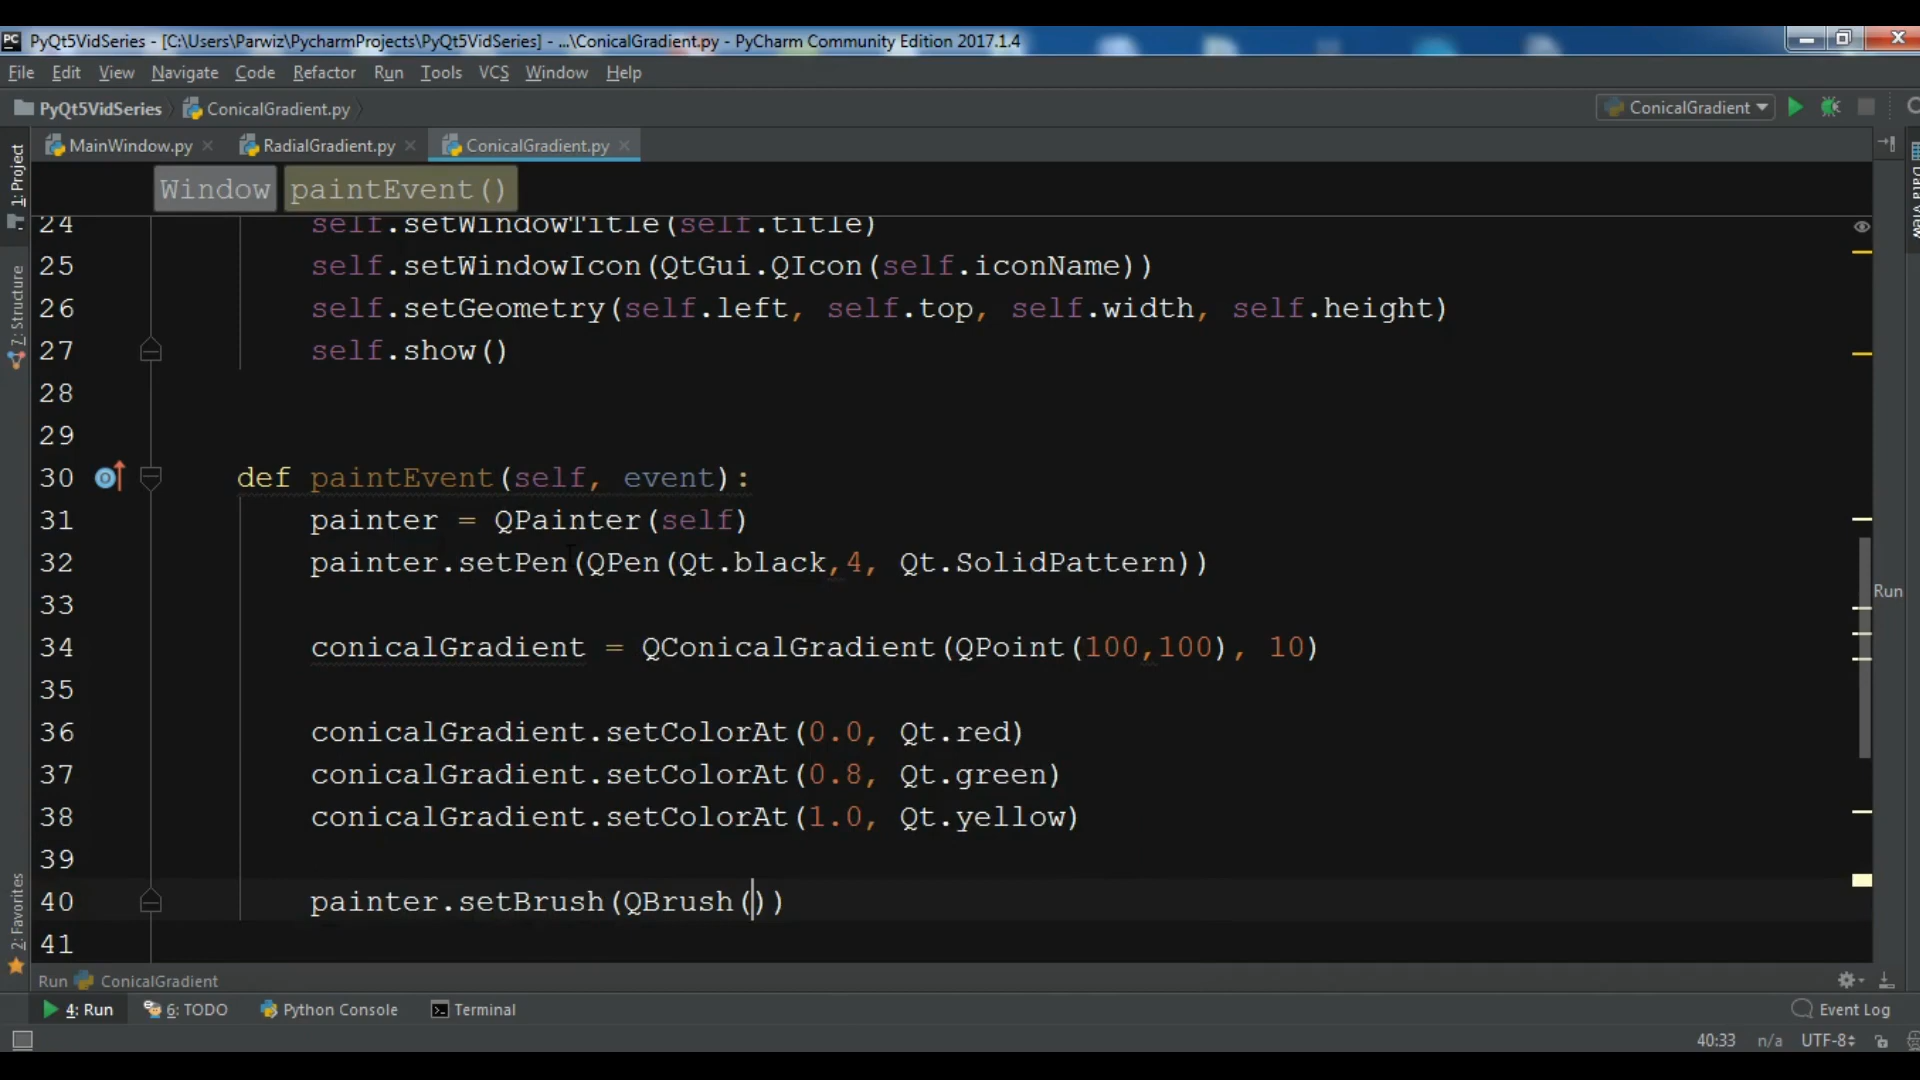 PyQt5VidSeries - [C:\Users\Parwiz\PycharmProjects\PyQt5VidSeries] - ...\ConicalGradient.py - PyCharm Community Edition 2017.1.4
File Edit View Navigate Code Refactor Run Tools VCS Window Help
PyQt5VidSeries ConicalGradient.py ConicalGradient
MainWindow.py RadialGradient.py ConicalGradient.py
Window paintEvent()
24 self.setWindowTitle(self.title)
25 self.setWindowIcon(QtGui.QIcon(self.iconName))
26 self.setGeometry(self.left, self.top, self.width, self.height)
27 self.show()
28
29
30 def paintEvent(self, event):
31 painter = QPainter(self)
32 painter.setPen(QPen(Qt.black,4, Qt.SolidPattern))
33
34 conicalGradient = QConicalGradient(QPoint(100,100), 10)
35
36 conicalGradient.setColorAt(0.0, Qt.red)
37 conicalGradient.setColorAt(0.8, Qt.green)
38 conicalGradient.setColorAt(1.0, Qt.yellow)
39
40 painter.setBrush(QBrush())
41
1: Project
7: Structure
2: Favorites
Data View
Run
Run ConicalGradient
4: Run 6: TODO Python Console Terminal Event Log
40:33 n/a UTF-8